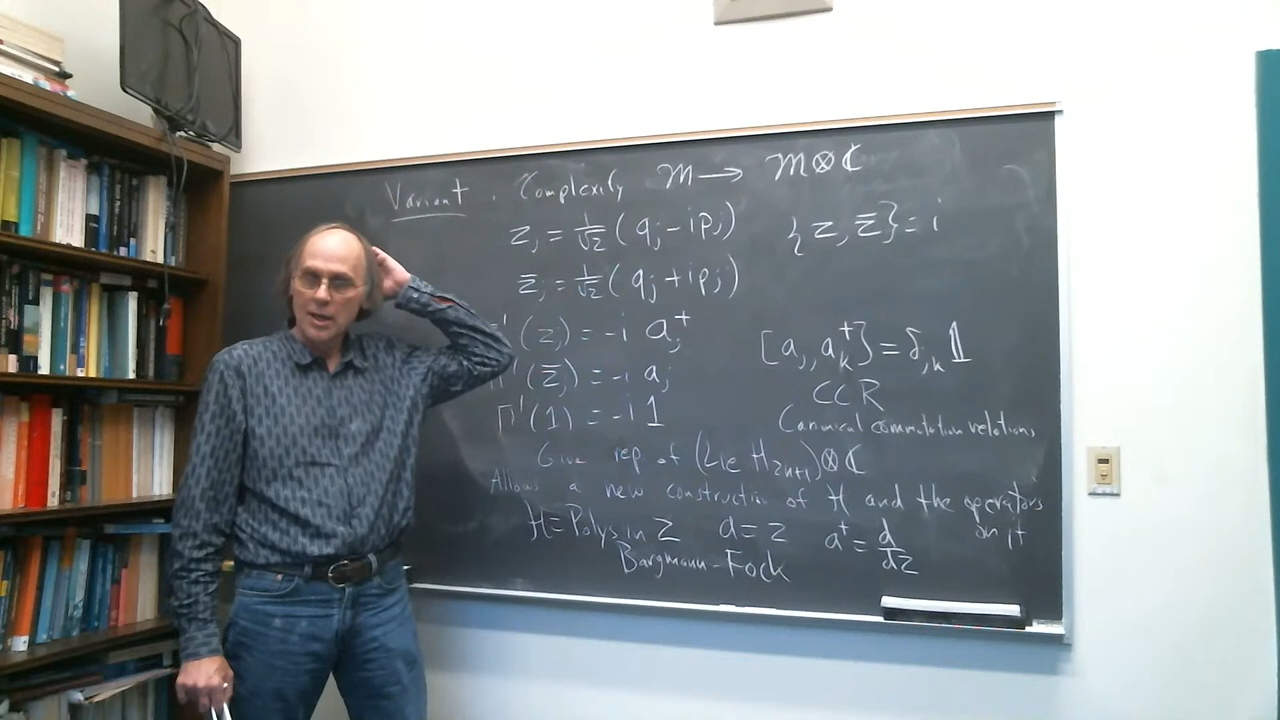 Variant. Complexify M → M⊗ℂ
z_j = 1/√2 (q_j - ip_j) {z, z̄} = i
z̄_j = 1/√2 (q_j + ip_j)
'(z_j) = -i a_j^+ [a_j, a_k^+] = δ_jk 1
'(z̄_j) = -i a_j CCR
Γ'(1) = -i 1 Canonical commutation relations
Give rep of (Lie H_2n+1)⊗ℂ
Allows a new construction of H and the operators
on it
H = Polys in z a = z a^+ = d/dz
Bargmann-Fock